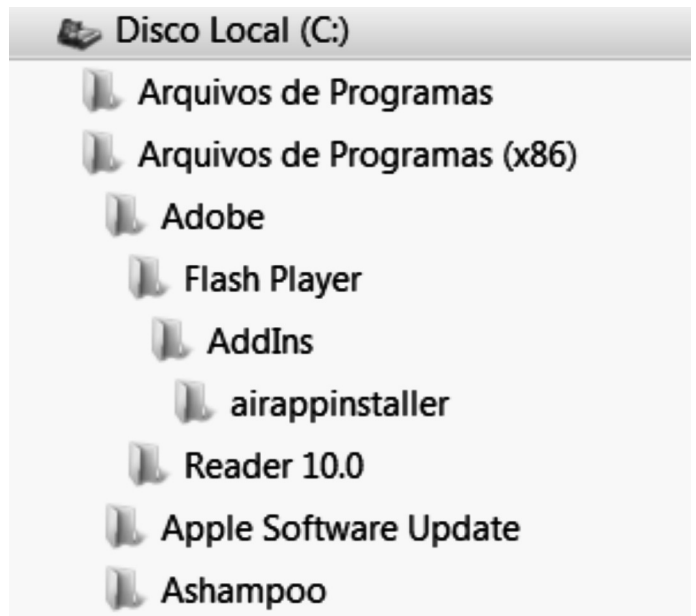 Disco Local (C:)
Arquivos de Programas
Arquivos de Programas (x86)
Adobe
Flash Player
AddIns
airappinstaller
Reader 10.0
Apple Software Update
Ashampoo